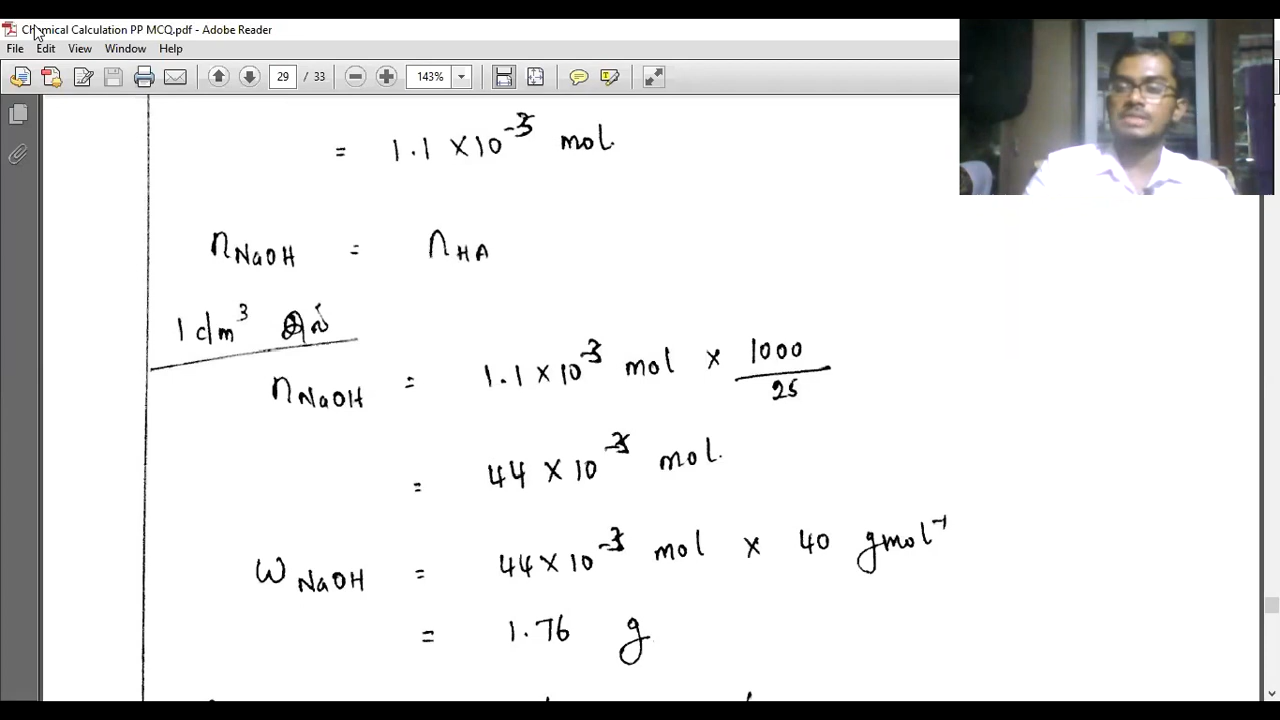 Chemical Calculation PP MCQ.pdf - Adobe Reader
File Edit View Window Help
29 / 33 143%
= 1.1 × 10⁻³ mol.
n NaOH = n HA
1 dm³ இல்
n NaOH = 1.1 × 10⁻³ mol × 1000/25
= 44 × 10⁻³ mol.
w NaOH = 44 × 10⁻³ mol × 40 gmol⁻¹
= 1.76 g